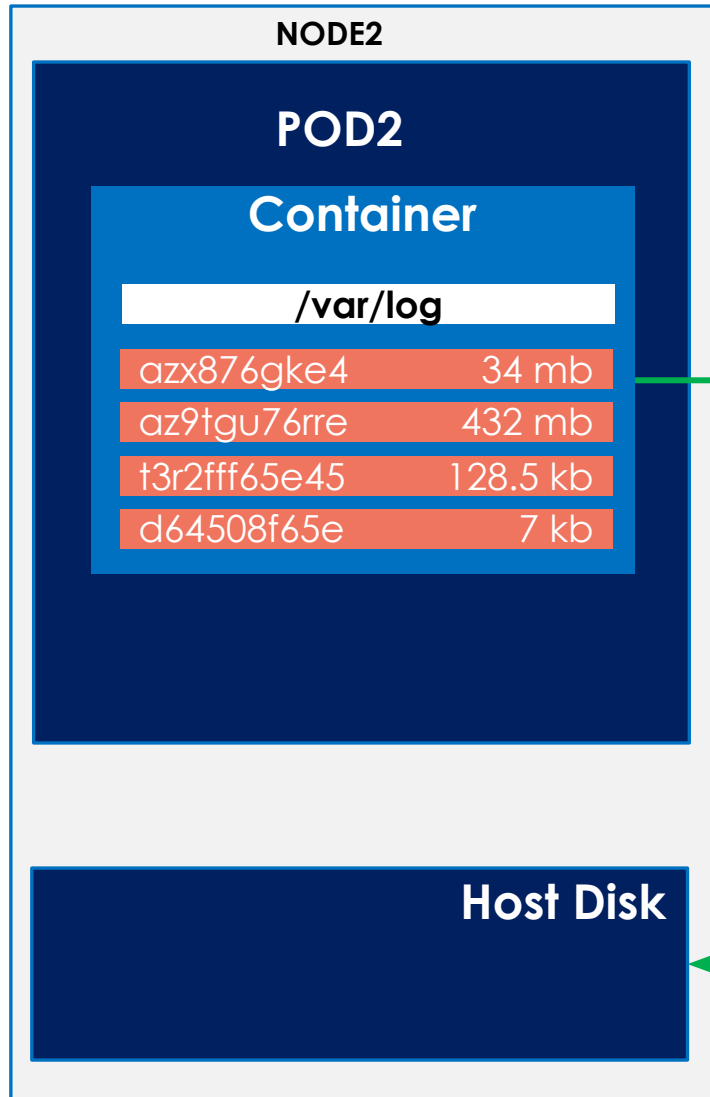 NODE2
POD2
Container
/var/log
azx876gke4 34 mb
az9tgu76rre 432 mb
t3r2fff65e45 128.5 kb
d64508f65e 7 kb
Host Disk